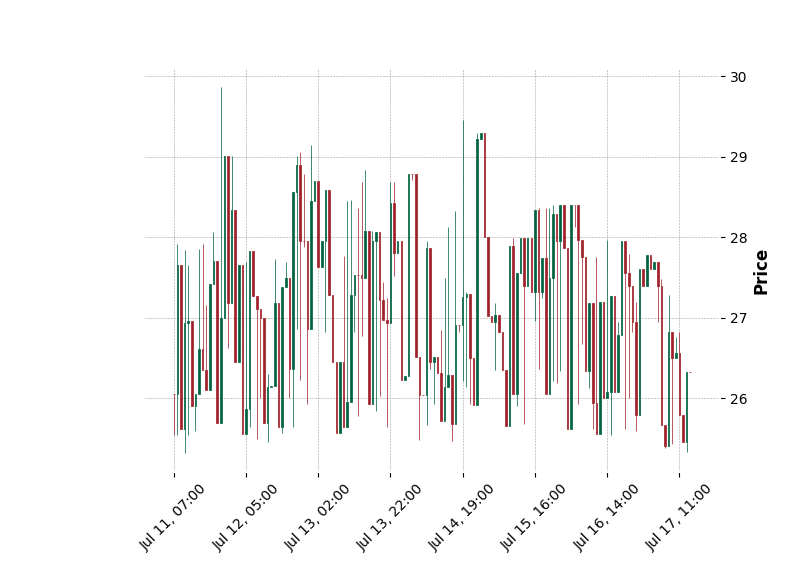 30
29
28
27
26
Price
Jul 11, 07:00
Jul 12, 05:00
Jul 13, 02:00
Jul 13, 22:00
Jul 14, 19:00
Jul 15, 16:00
Jul 16, 14:00
Jul 17, 11:00